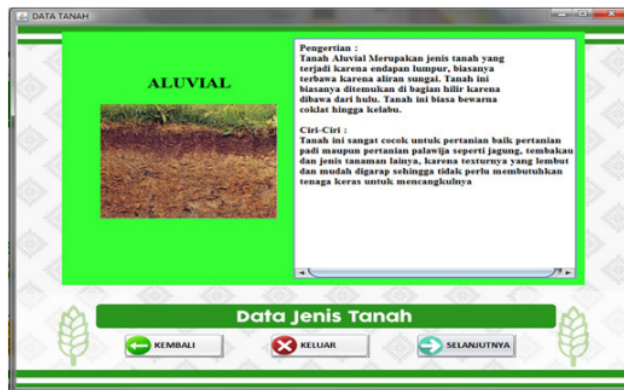 DATA TANAH
ALUVIAL
Pengertian :
Tanah Aluvial Merupakan jenis tanah yang
terjadi karena endapan lumpur, biasanya
terbawa karena aliran sungai. Tanah ini
biasanya ditemukan di bagian hilir karena
dibawa dari hulu. Tanah ini biasa bewarna
coklat hingga kelabu.
Ciri-Ciri :
Tanah ini sangat cocok untuk pertanian baik pertanian
padi maupun pertanian palawija seperti jagung, tembakau
dan jenis tanaman lainya, karena texturnya yang lembut
dan mudah digarap sehingga tidak perlu membutuhkan
tenaga keras untuk mencangkulnya
Data Jenis Tanah
KEMBALI
KELUAR
SELANJUTNYA